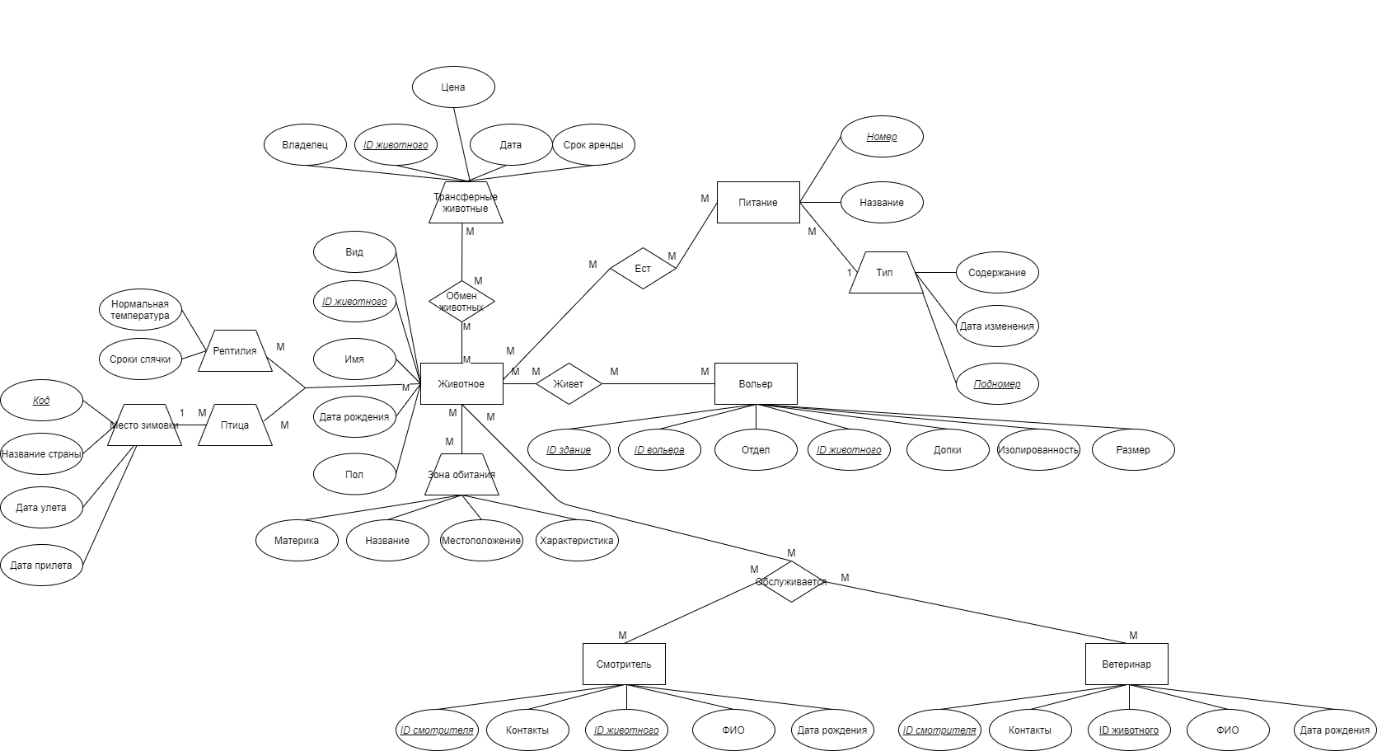 Цена
Владелец
ID животного
Дата
Срок аренды
Трансферные
животные
М
М
Обмен
животных
М
М
Номер
Питание
Название
М
М
1
Тип
Содержание
Дата изменения
Подномер
М
Ест
М
М
Вид
ID животного
Имя
Дата рождения
Пол
Нормальная
температура
Сроки спячки
Рептилия
М
Код
Название страны
Дата улета
Дата прилета
Место зимовки
1
М
Птица
М
М
Животное
М
М
Живет
М
М
Вольер
ID здание
ID вольера
Отдел
ID животного
Допки
Изолированность
Размер
М
М
М
Зона обитания
Материка
Название
Местоположение
Характеристика
М
М
Обслуживается
М
М
М
Смотритель
Ветеринар
ID смотрителя
Контакты
ID животного
ФИО
Дата рождения
ID смотрителя
Контакты
ID животного
ФИО
Дата рождения